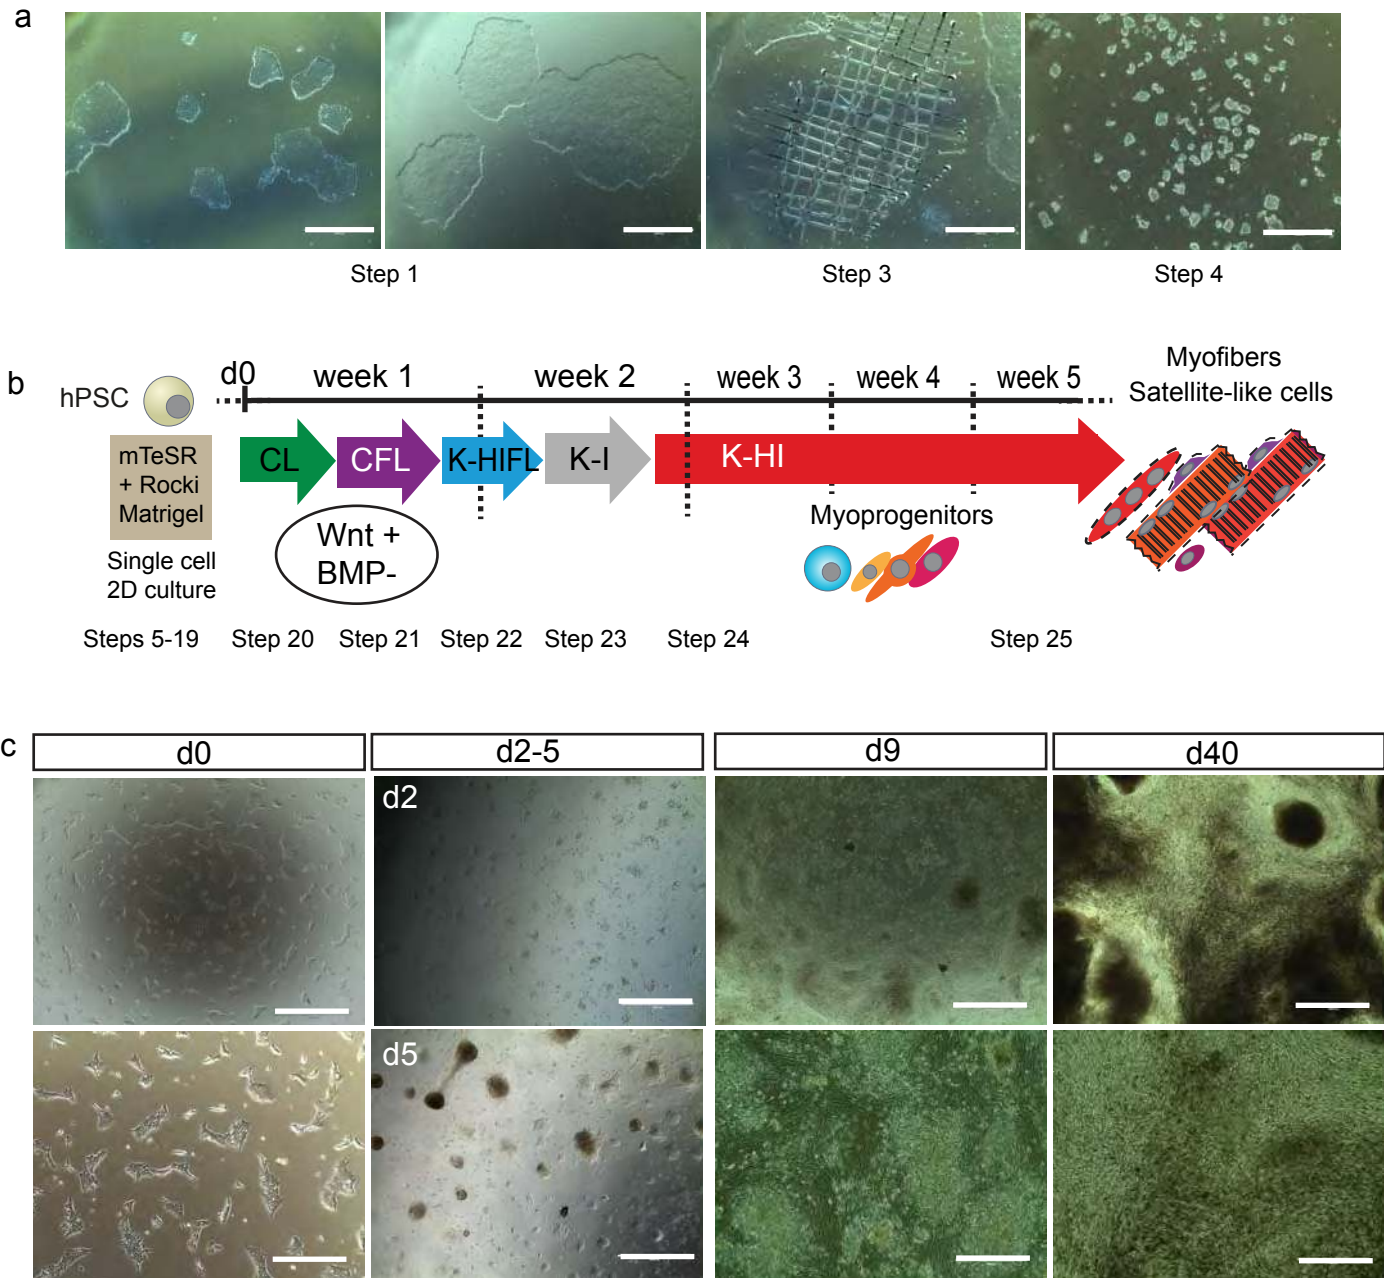 a
Step 1
Step 3
Step 4
b
hPSC
d0
week 1
week 2
week 3
week 4
week 5
Myofibers
Satellite-like cells
mTeSR
+ Rocki
Matrigel
CL
CFL
K-HIFL
K-I
K-HI
Single cell
2D culture
Wnt +
BMP-
Myoprogenitors
Steps 5-19
Step 20
Step 21
Step 22
Step 23
Step 24
Step 25
c
d0
d2-5
d9
d40
d2
d5